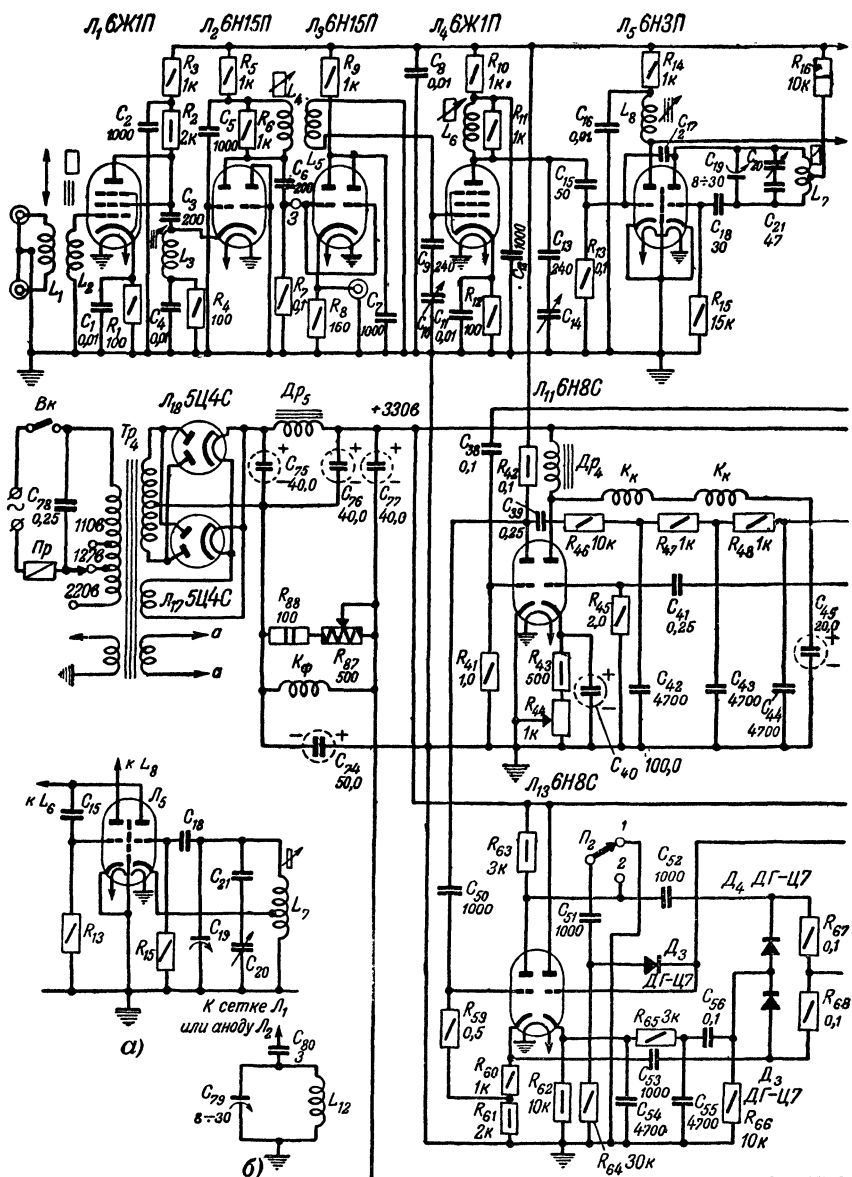 Л₁ 6Ж1П
Л₂ 6Н15П
Л₃ 6Н15П
Л₄ 6Ж1П
Л₅ 6Н3П
R₃
1к
R₅
1к
R₉
1к
C₈
0,01
R₁₀
1к
R₁₄
1к
R₁₆
10к
C₂
1000
R₂
2к
C₅
1000
R₆
1к
L₄
L₅
L₆
R₁₁
1к
C₁₆
L₈
C₁₇
2
C₃
200
C₆
200
3
C₁₅
50
C₁₉
8÷30
C₂₀
L₇
C₁₈
30
C₂₁
47
L₁
L₂
L₃
C₉ 240
1000
C₁₃
240
R₁₃
0,1
C₁
0,01
R₁
100
C₄
0,01
R₄
100
R₇
0,1
R₈
160
C₇
1000
C₁₀
C₁₁
0,01
R₁₂
100
C₁₄
R₁₅
15к
Вк
Тр₄
Л₁₈ 5Ц4С
Др₅
+330в
Л₁₁ 6Н8С
C₇₈
0,25
110в
127в
220в
Пр
Л₁₇ 5Ц4С
C₇₅
40,0
C₇₆
40,0
C₇₇
40,0
C₃₈
0,1
R₄₂
0,1
Др₄
Кк
Кк
C₃₉
0,25
R₄₆ 10к
R₄₇ 1к
R₄₈ 1к
а
а
R₈₈
100
R₈₇
500
Кф
C₇₄
50,0
R₄₁
1,0
R₄₃
500
R₄₄
1к
R₄₅
2,0
C₄₁
0,25
C₄₅
20,0
C₄₂
4700
C₄₃
4700
C₄₄
4700
C₄₀ 100,0
к L₈
к L₆
C₁₅
Л₅
C₁₈
C₂₁
L₇
R₁₃
R₁₅
C₁₉
C₂₀
а)
К сетке Л₁
или аноду Л₂
C₈₀
3
C₇₉
8÷30
L₁₂
б)
Л₁₃ 6Н8С
R₆₃
3к
П₂
1
2
C₅₂
1000
Д₄ ДГ-Ц7
C₅₀
1000
C₅₁
1000
Д₃
ДГ-Ц7
R₆₇
0,1
R₅₉
0,5
R₆₅ 3к
C₅₆
0,1
R₆₈
0,1
R₆₀
1к
R₆₁
2к
R₆₂
10к
C₅₃
1000
C₅₄
4700
C₅₅
4700
Д₃
ДГ-Ц7
R₆₆
10к
R₆₄ 30к